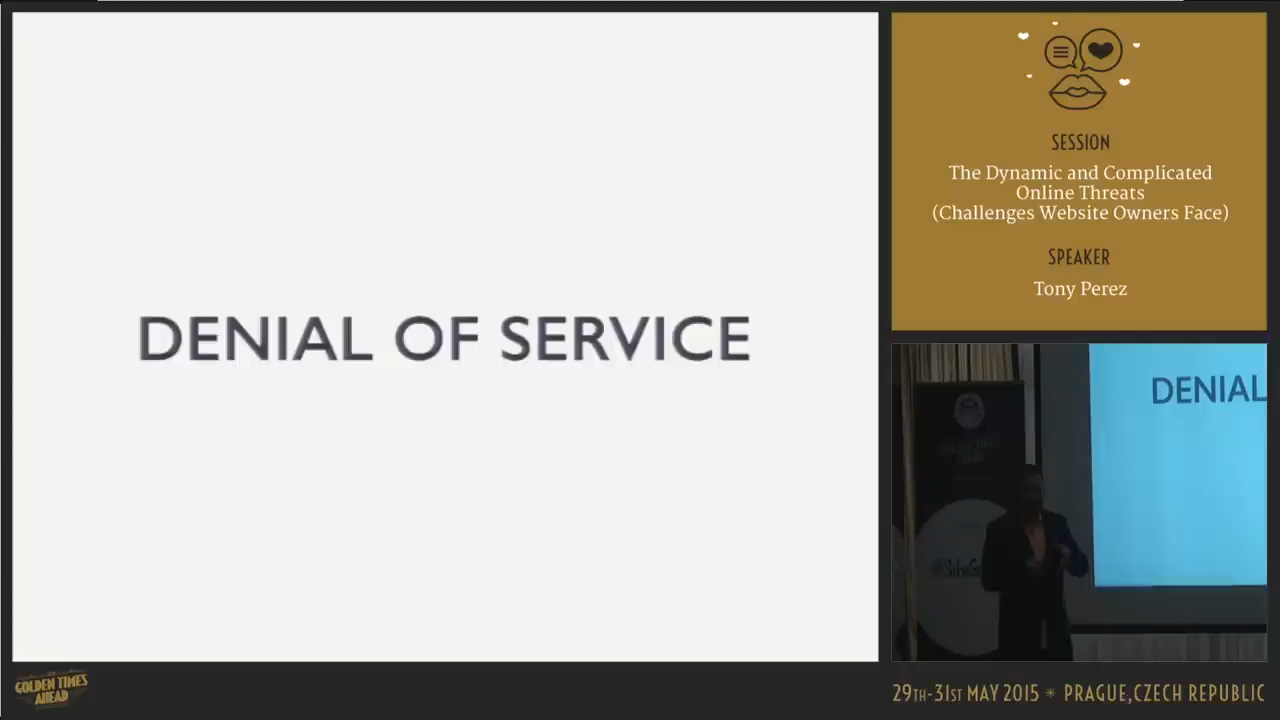 DENIAL OF SERVICE
SESSION
The Dynamic and Complicated
Online Threats
(Challenges Website Owners Face)
SPEAKER
Tony Perez
DENIAL
GOLDEN TIMES
AHEAD
29TH-31ST MAY 2015 * PRAGUE,CZECH REPUBLIC